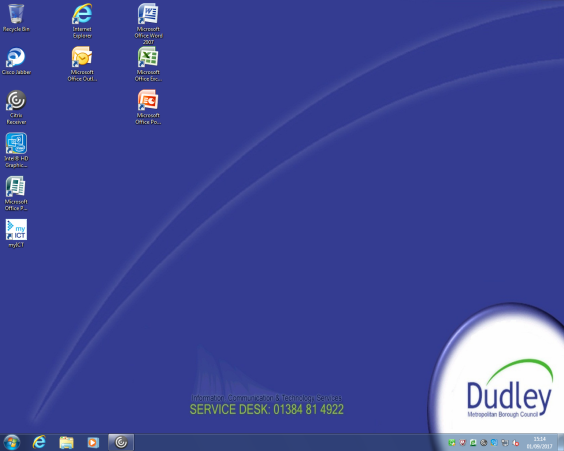 Recycle Bin
Internet
Explorer
Microsoft
Office Word
2007
Cisco Jabber
Microsoft
Office Outl...
Microsoft
Office Exc...
Citrix
Receiver
Microsoft
Office Po...
Intel® HD
Graphic...
Microsoft
Office P...
my
ICT
myICT
Information, Communication & Technology Services
SERVICE DESK: 01384 81 4922
Dudley
Metropolitan Borough Council
15:14
01/09/2017